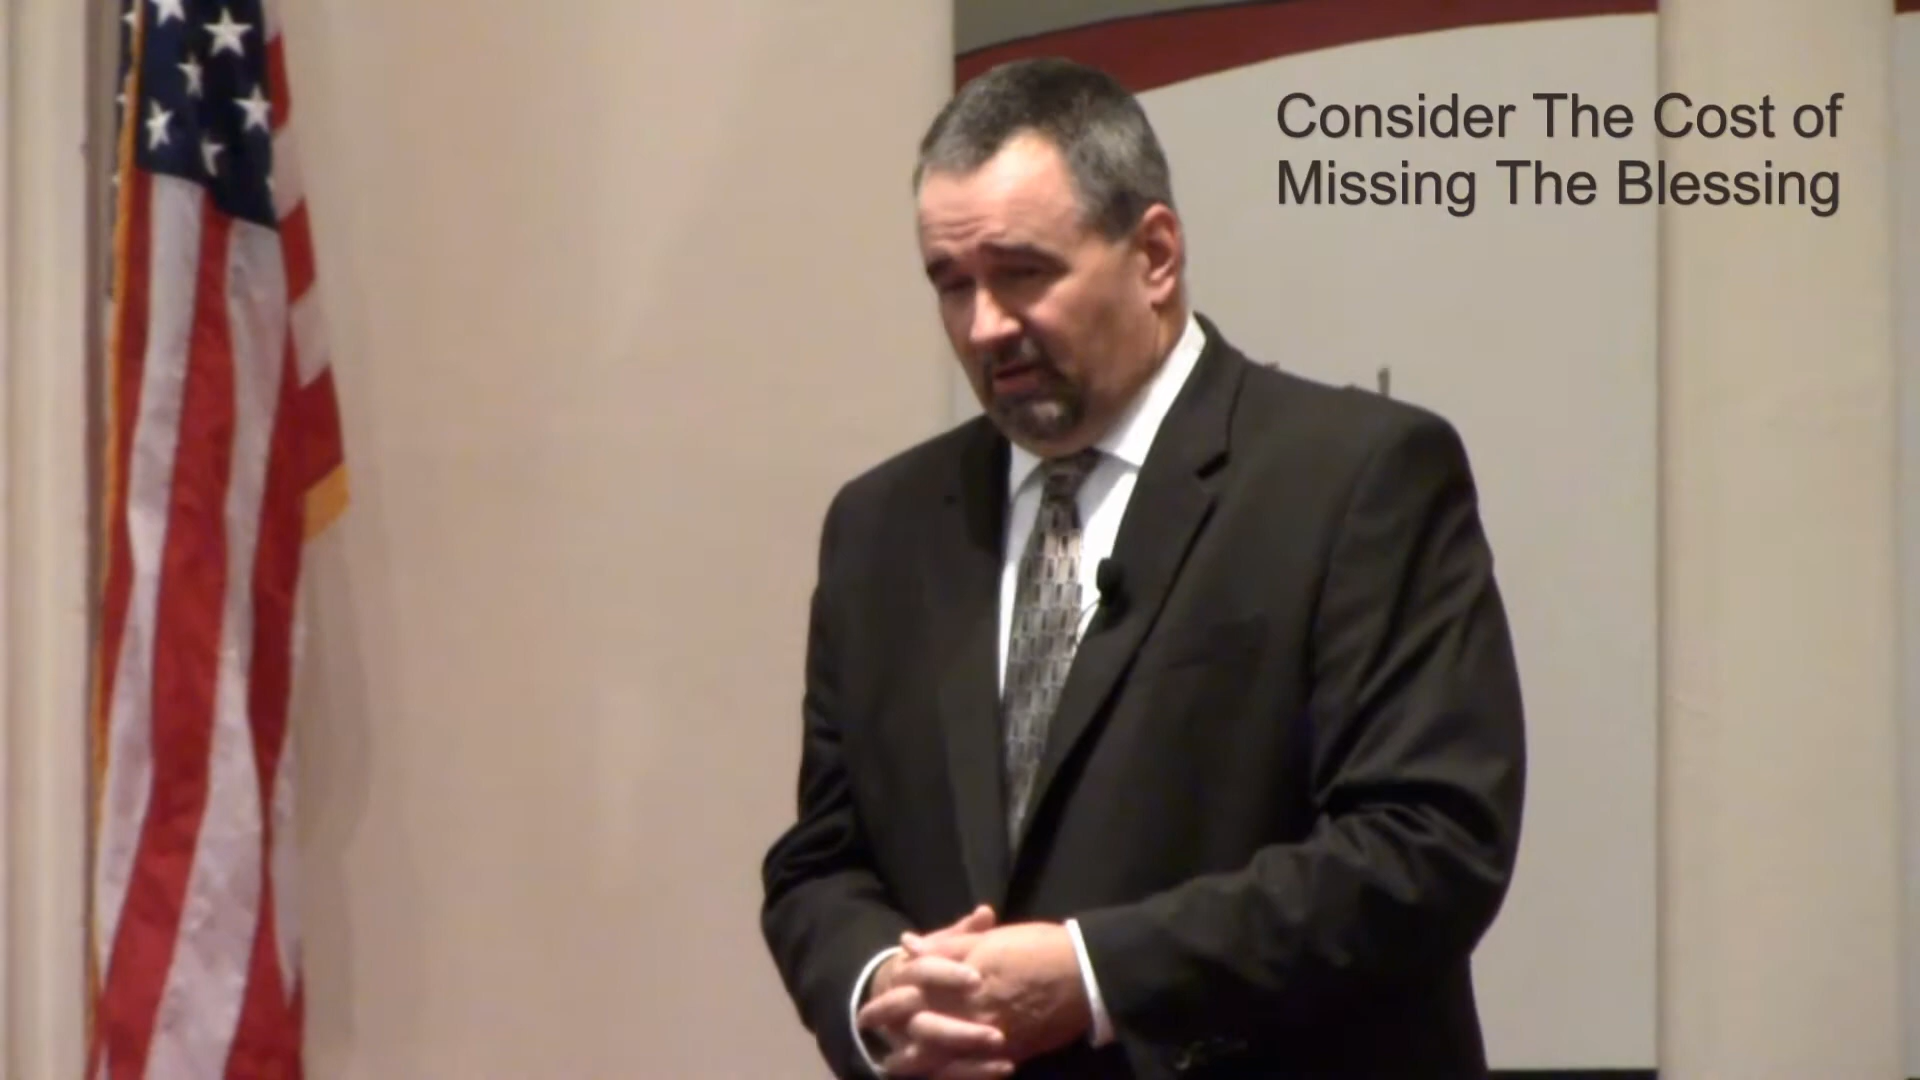 Consider The Cost of
Missing The Blessing